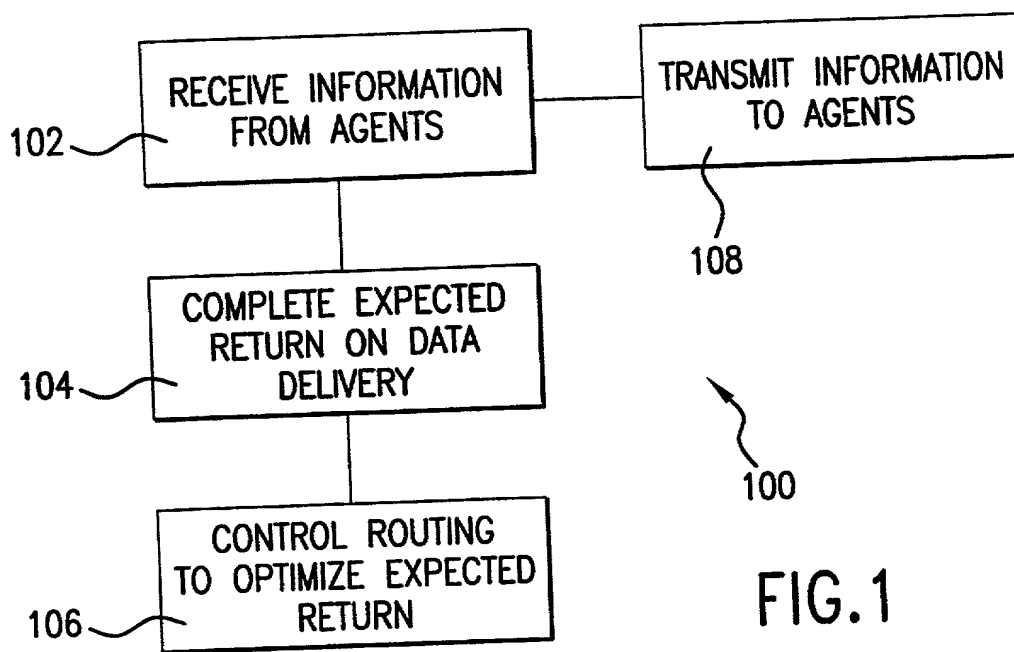 RECEIVE INFORMATION
FROM AGENTS
102
TRANSMIT INFORMATION
TO AGENTS
108
COMPLETE EXPECTED
RETURN ON DATA
DELIVERY
104
100
CONTROL ROUTING
TO OPTIMIZE EXPECTED
RETURN
106
FIG.1